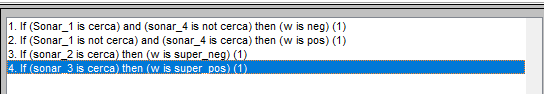 1. If (Sonar_1 is cerca) and (sonar_4 is not cerca) then (w is neg) (1)
2. If (Sonar_1 is not cerca) and (sonar_4 is cerca) then (w is pos) (1)
3. If (sonar_2 is cerca) then (w is super_neg) (1)
4. If (sonar_3 is cerca) then (w is super_pos) (1)